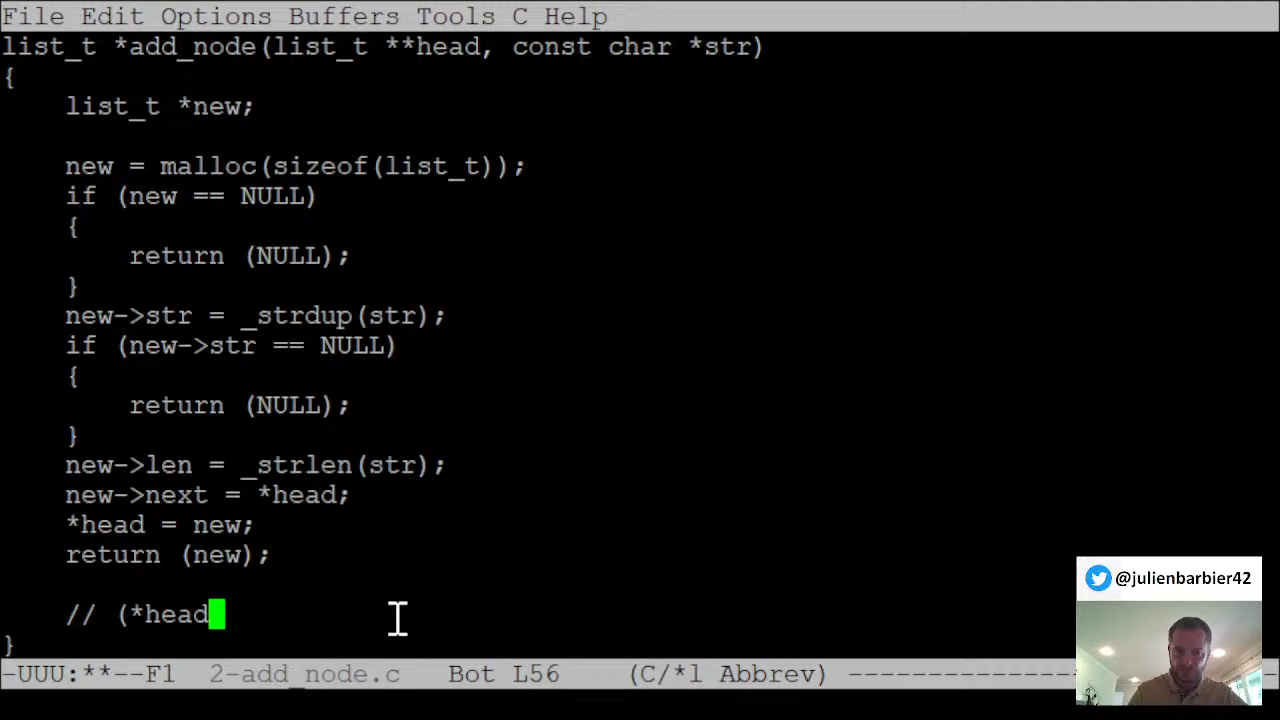 File Edit Options Buffers Tools C Help
list_t *add_node(list_t **head, const char *str)
{
    list_t *new;

    new = malloc(sizeof(list_t));
    if (new == NULL)
    {
        return (NULL);
    }
    new->str = _strdup(str);
    if (new->str == NULL)
    {
        return (NULL);
    }
    new->len = _strlen(str);
    new->next = *head;
    *head = new;
    return (new);

    // (*head
}
-UUU:**--F1  2-add_node.c   Bot L56    (C/*l Abbrev) ---------------------------
@julienbarbier42